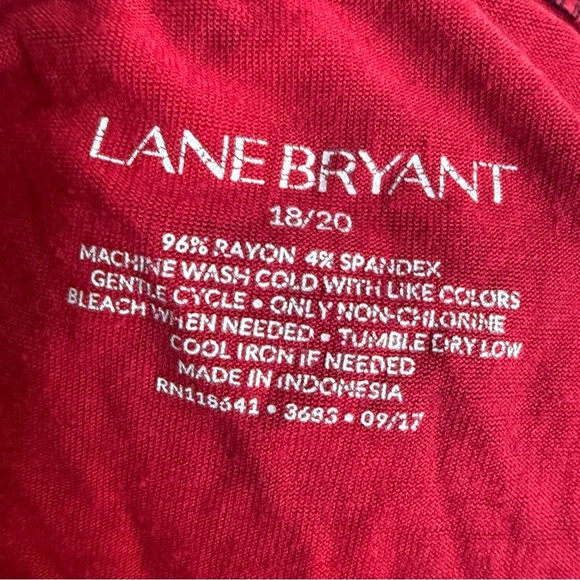 LANE BRYANT
18/20
96% RAYON 4% SPANDEX
MACHINE WASH COLD WITH LIKE COLORS
GENTLE CYCLE • ONLY NON-CHLORINE
BLEACH WHEN NEEDED • TUMBLE DRY LOW
COOL IRON IF NEEDED
MADE IN INDONESIA
RN118641 • 3683 • 09/17